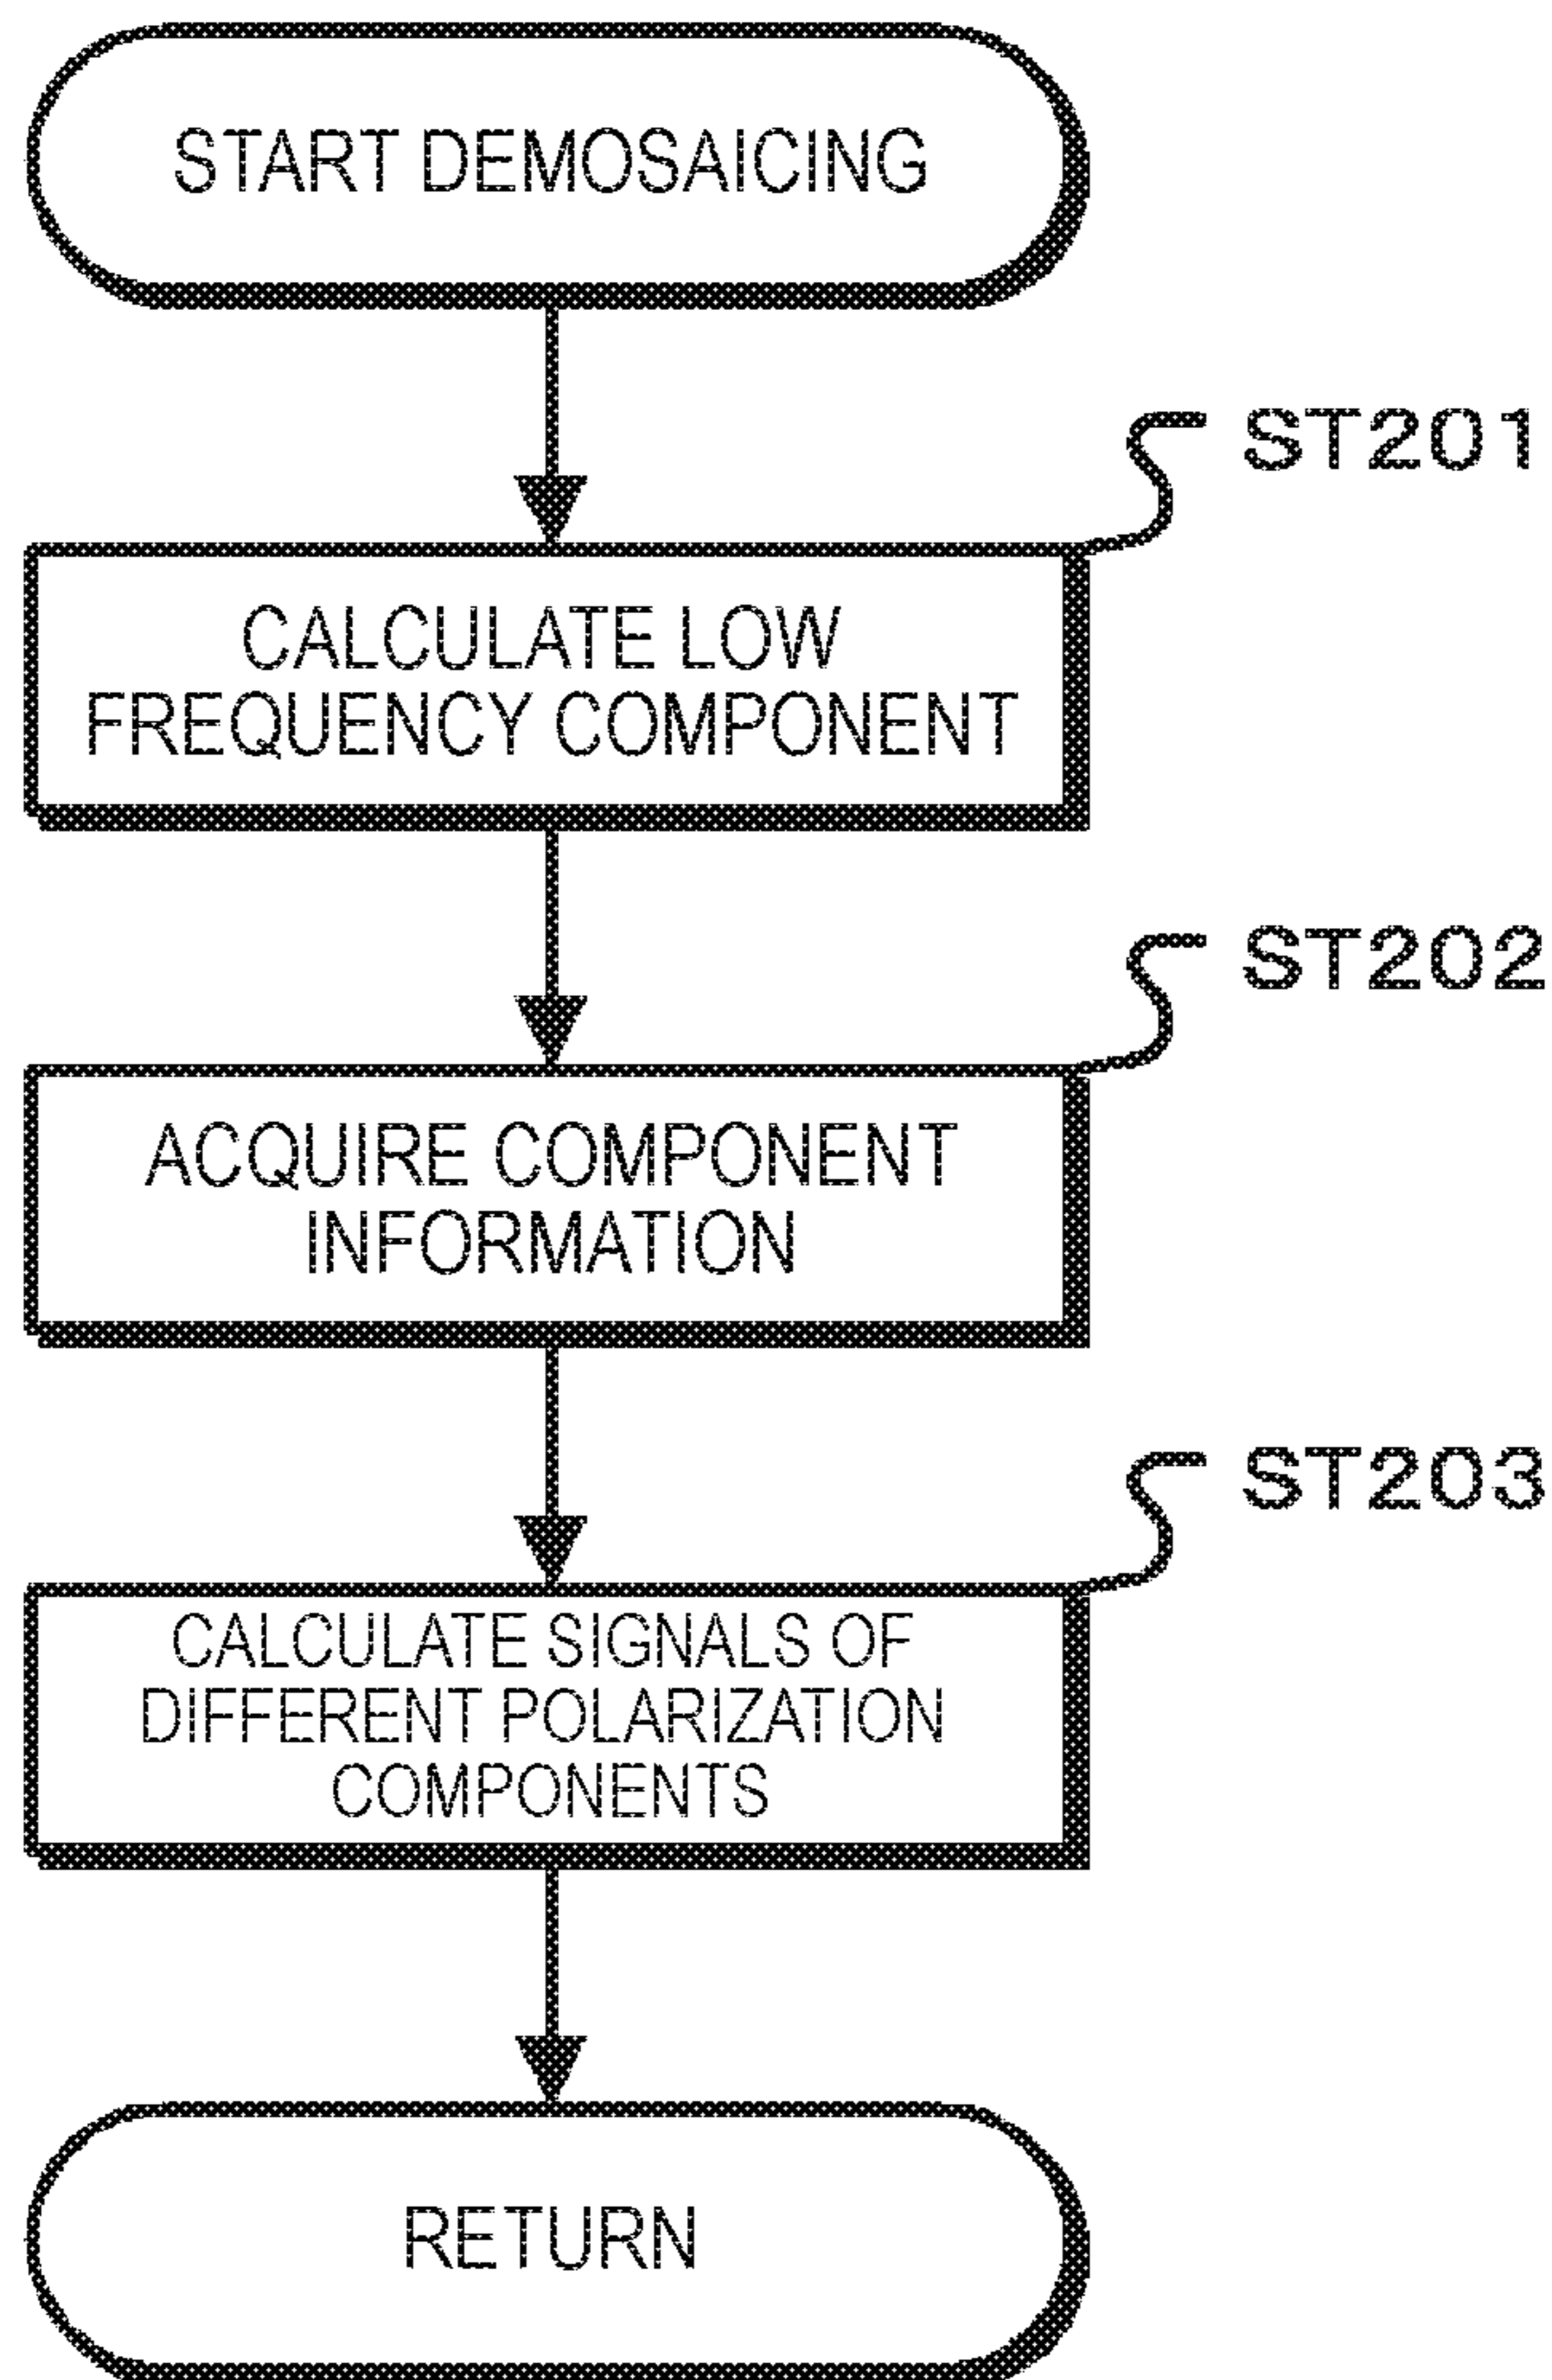 START DEMOSAICING
ST201
CALCULATE LOW
FREQUENCY COMPONENT
ST202
ACQUIRE COMPONENT
INFORMATION
ST203
CALCULATE SIGNALS OF
DIFFERENT POLARIZATION
COMPONENTS
RETURN